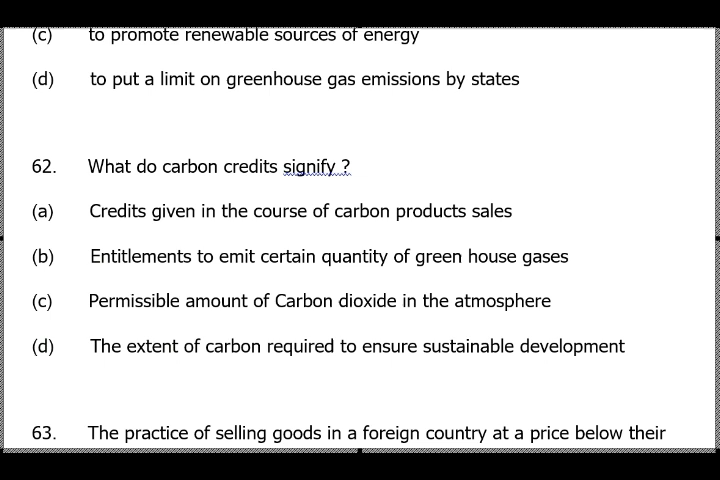 (c) to promote renewable sources of energy
(d) to put a limit on greenhouse gas emissions by states
62. What do carbon credits signify ?
(a) Credits given in the course of carbon products sales
(b) Entitlements to emit certain quantity of green house gases
(c) Permissible amount of Carbon dioxide in the atmosphere
(d) The extent of carbon required to ensure sustainable development
63. The practice of selling goods in a foreign country at a price below their